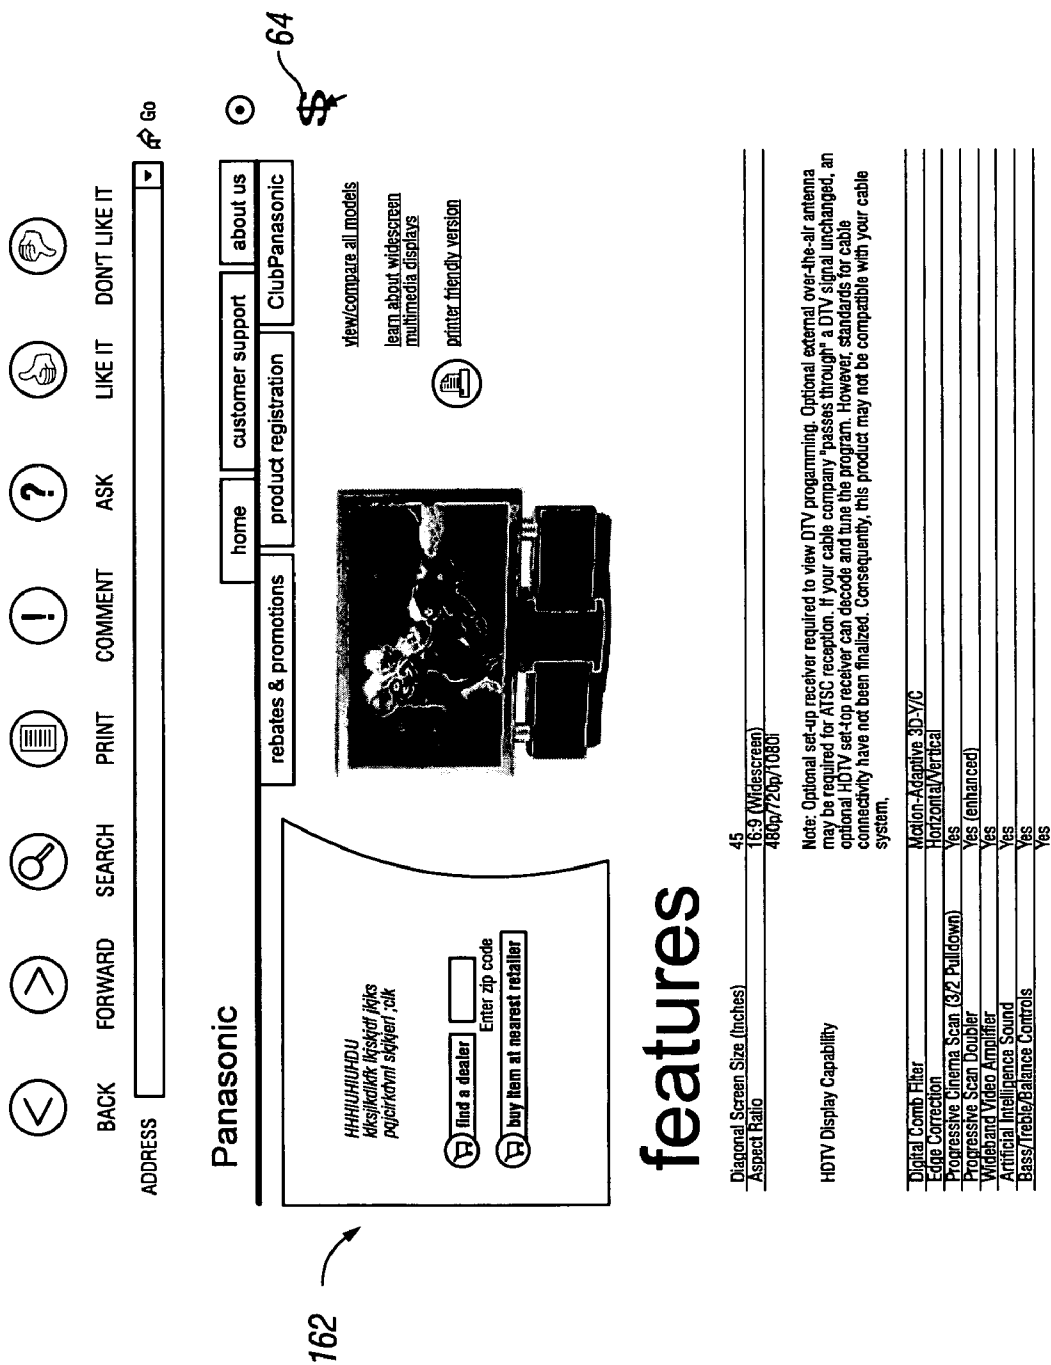 BACK FORWARD SEARCH PRINT COMMENT ASK LIKE IT DON'T LIKE IT
ADDRESS Go
Panasonic
home customer support about us
rebates & promotions product registration ClubPanasonic
$
64
162
HHHIUHIUHDU
view/compare all models
learn about widescreen
multimedia displays
printer friendly version
find a dealer
Enter zip code
buy item at nearest retailer
features
Diagonal Screen Size (Inches) 45
Aspect Ratio 16:9 (Widescreen)
480p/720p/1080i
HDTV Display Capability
Note: Optional set-up receiver required to view DTV progamming. Optional external over-the-air antenna
may be required for ATSC reception. If your cable company "passes through" a DTV signal unchanged, an
optional HDTV set-top receiver can decode and tune the program. However, standards for cable
connectivity have not been finalized. Consequently, this product may not be compatible with your cable
system,
Digital Comb Filter Motion-Adaptive 3D-Y/C
Edge Correction Horizontal/Vertical
Progressive Cinema Scan (3/2 Pulldown) Yes
Progressive Scan Doubler Yes (enhanced)
Wideband Video Amplifier Yes
Artificial Intelligence Sound Yes
Bass/Treble/Balance Controls Yes
Yes